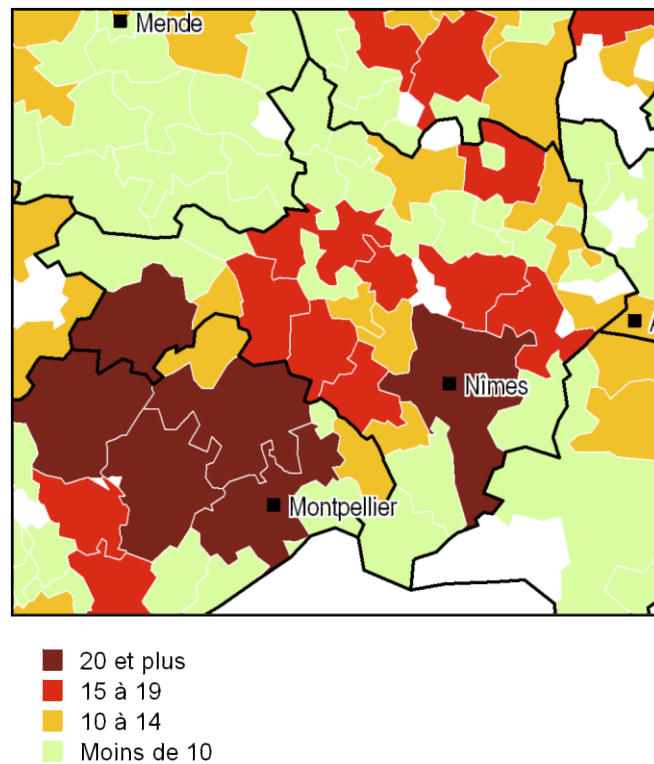 Mende
Nîmes
Montpellier
20 et plus
15 à 19
10 à 14
Moins de 10